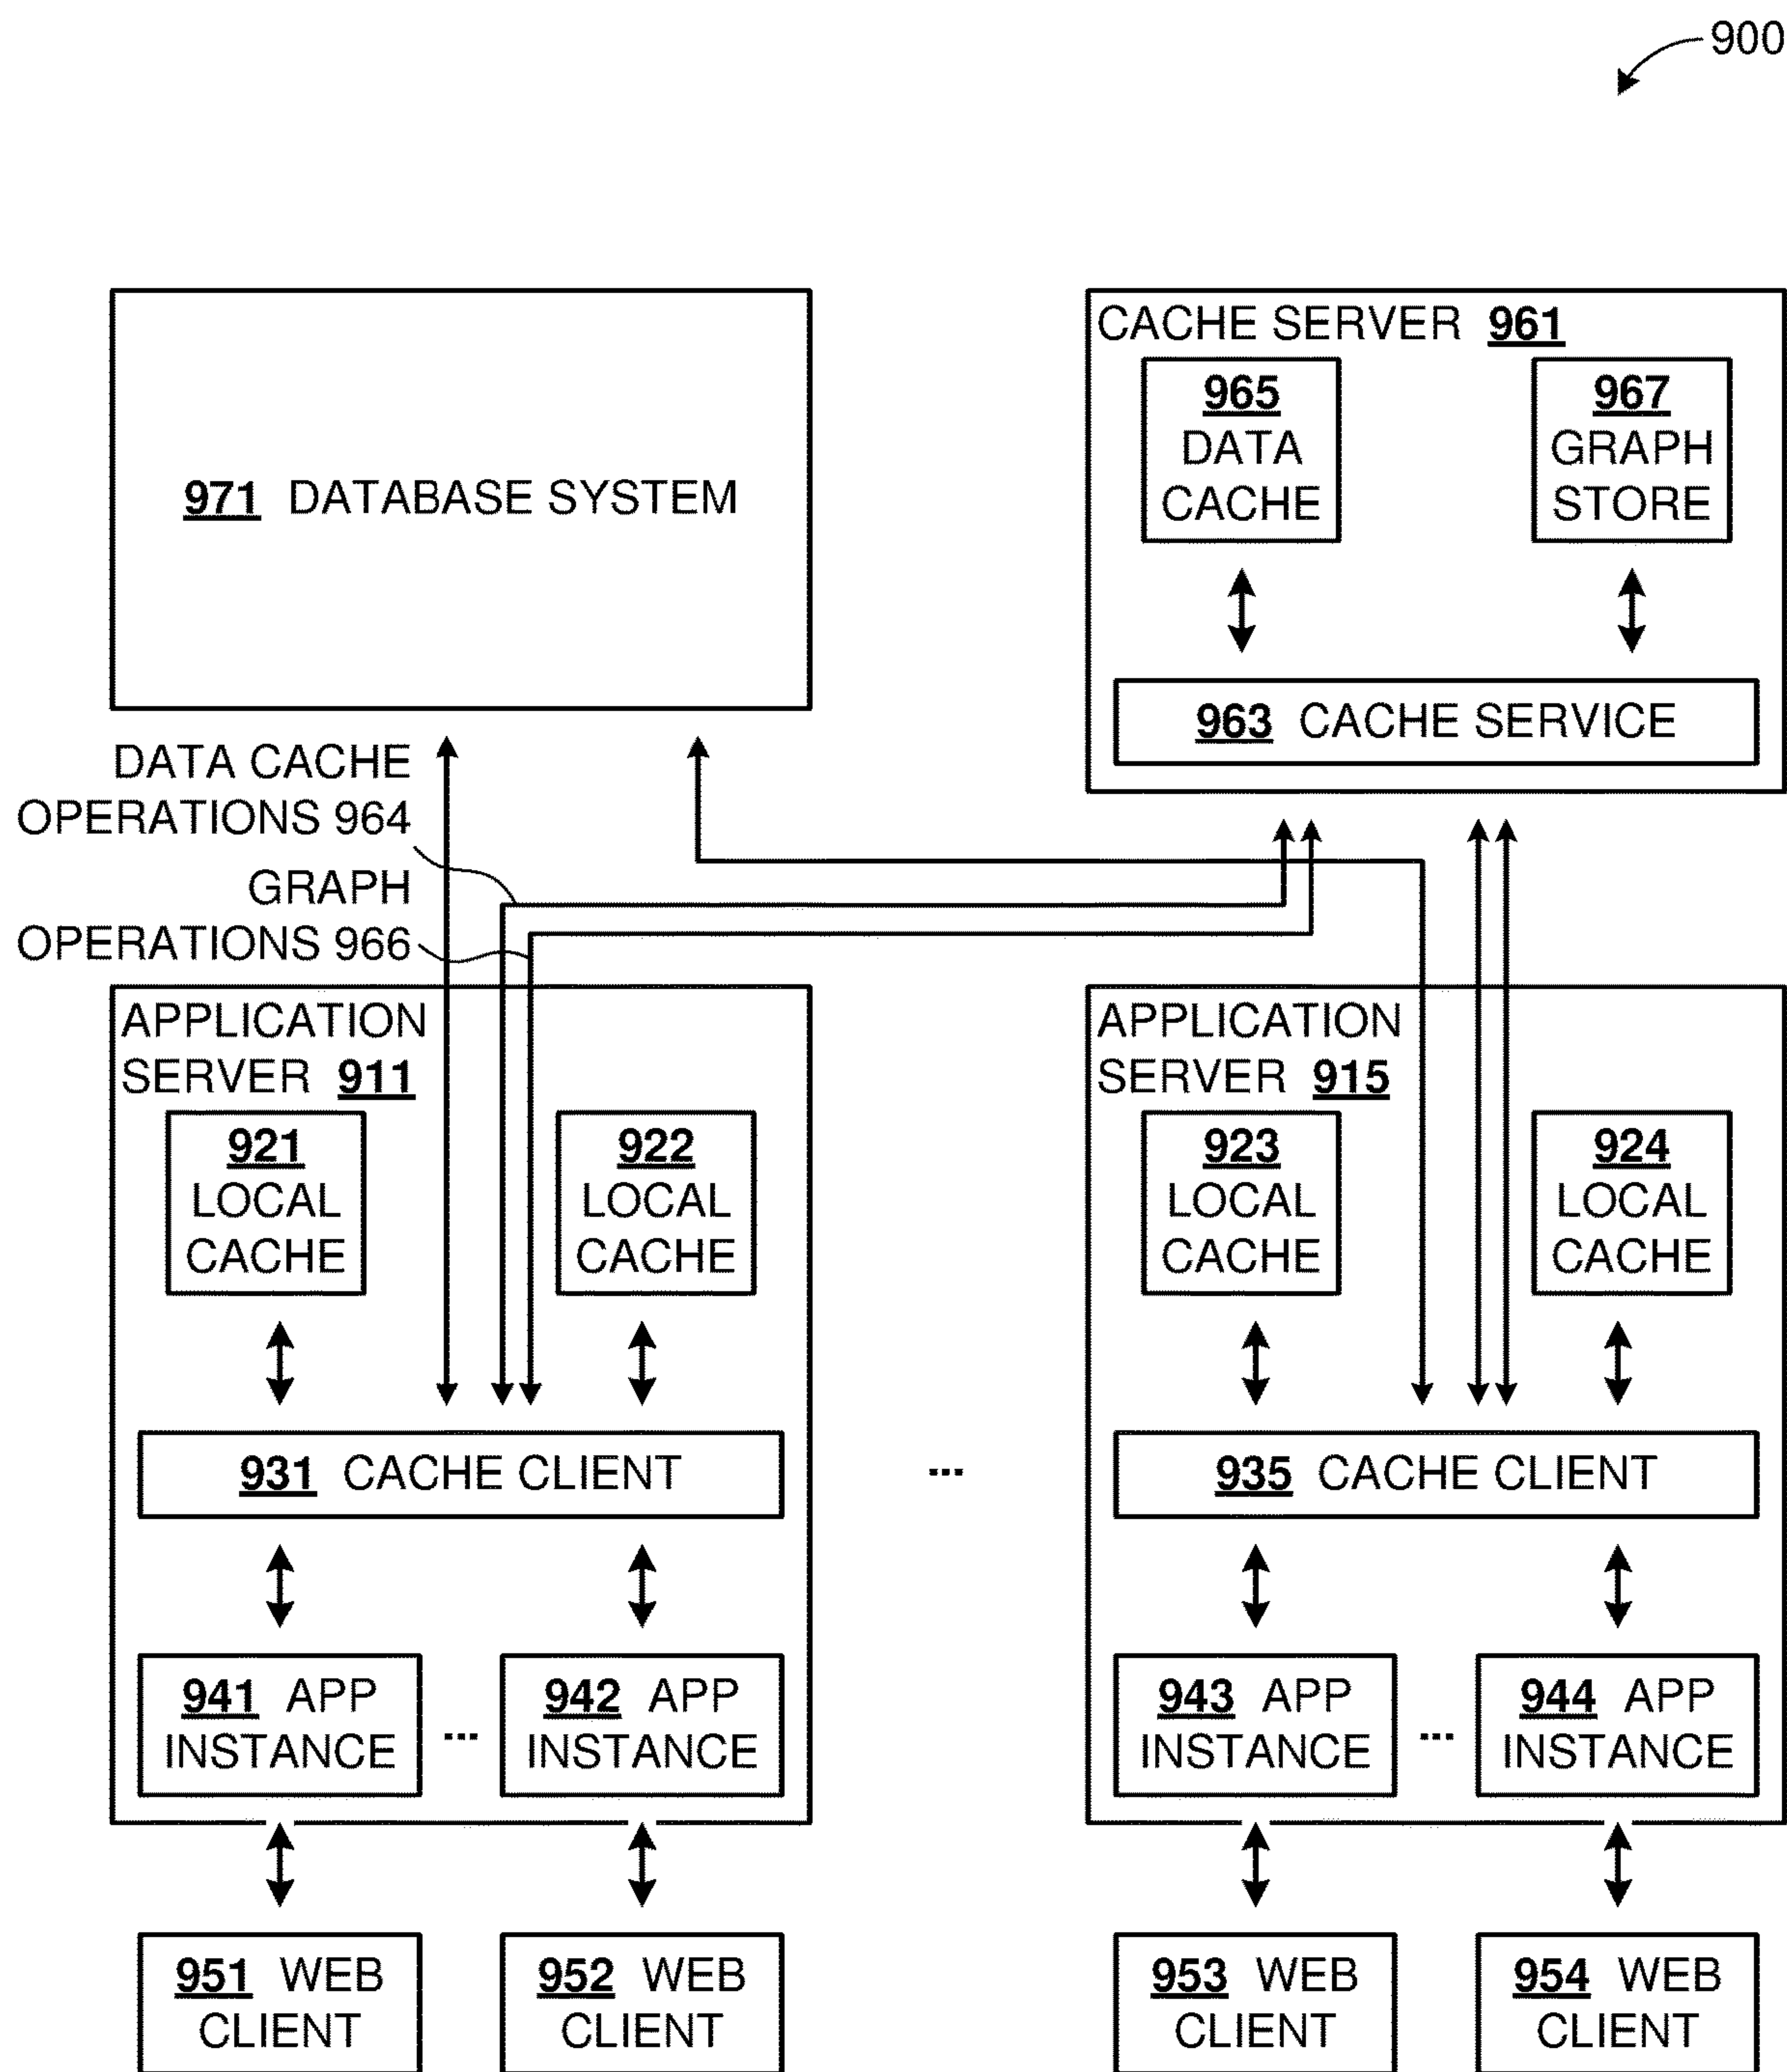 900
CACHE SERVER 961
965
DATA
CACHE
967
GRAPH
STORE
971 DATABASE SYSTEM
963 CACHE SERVICE
DATA CACHE
OPERATIONS 964
GRAPH
OPERATIONS 966
APPLICATION
SERVER 911
921
LOCAL
CACHE
922
LOCAL
CACHE
931 CACHE CLIENT
941 APP
INSTANCE
...
942 APP
INSTANCE
...
APPLICATION
SERVER 915
923
LOCAL
CACHE
924
LOCAL
CACHE
935 CACHE CLIENT
943 APP
INSTANCE
...
944 APP
INSTANCE
951 WEB
CLIENT
952 WEB
CLIENT
953 WEB
CLIENT
954 WEB
CLIENT